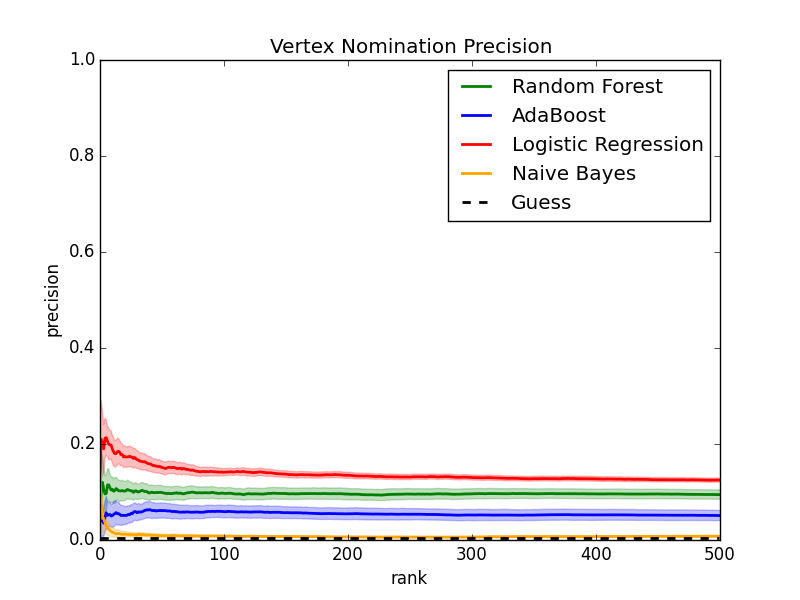 Vertex Nomination Precision
1.0
0.8
0.6
0.4
0.2
0.0
precision
Random Forest
AdaBoost
Logistic Regression
Naive Bayes
Guess
0 100 200 300 400 500
rank